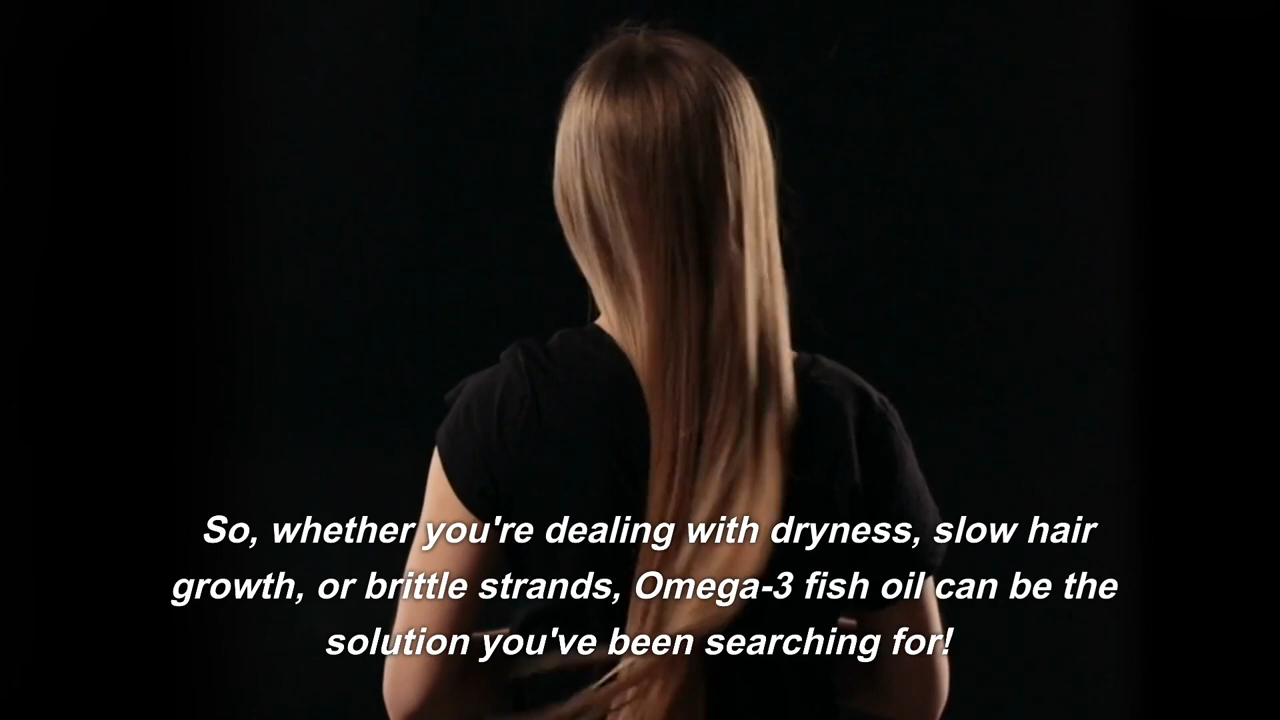 So, whether you're dealing with dryness, slow hair
growth, or brittle strands, Omega-3 fish oil can be the
solution you've been searching for!